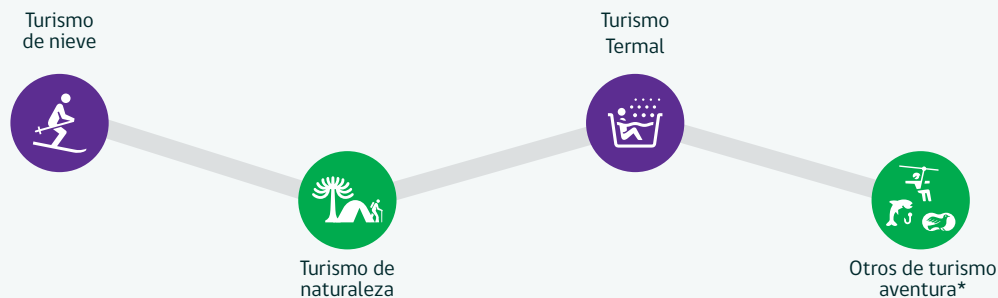 Turismo
de nieve
Turismo de
naturaleza
Turismo
Termal
Otros de turismo
aventura*